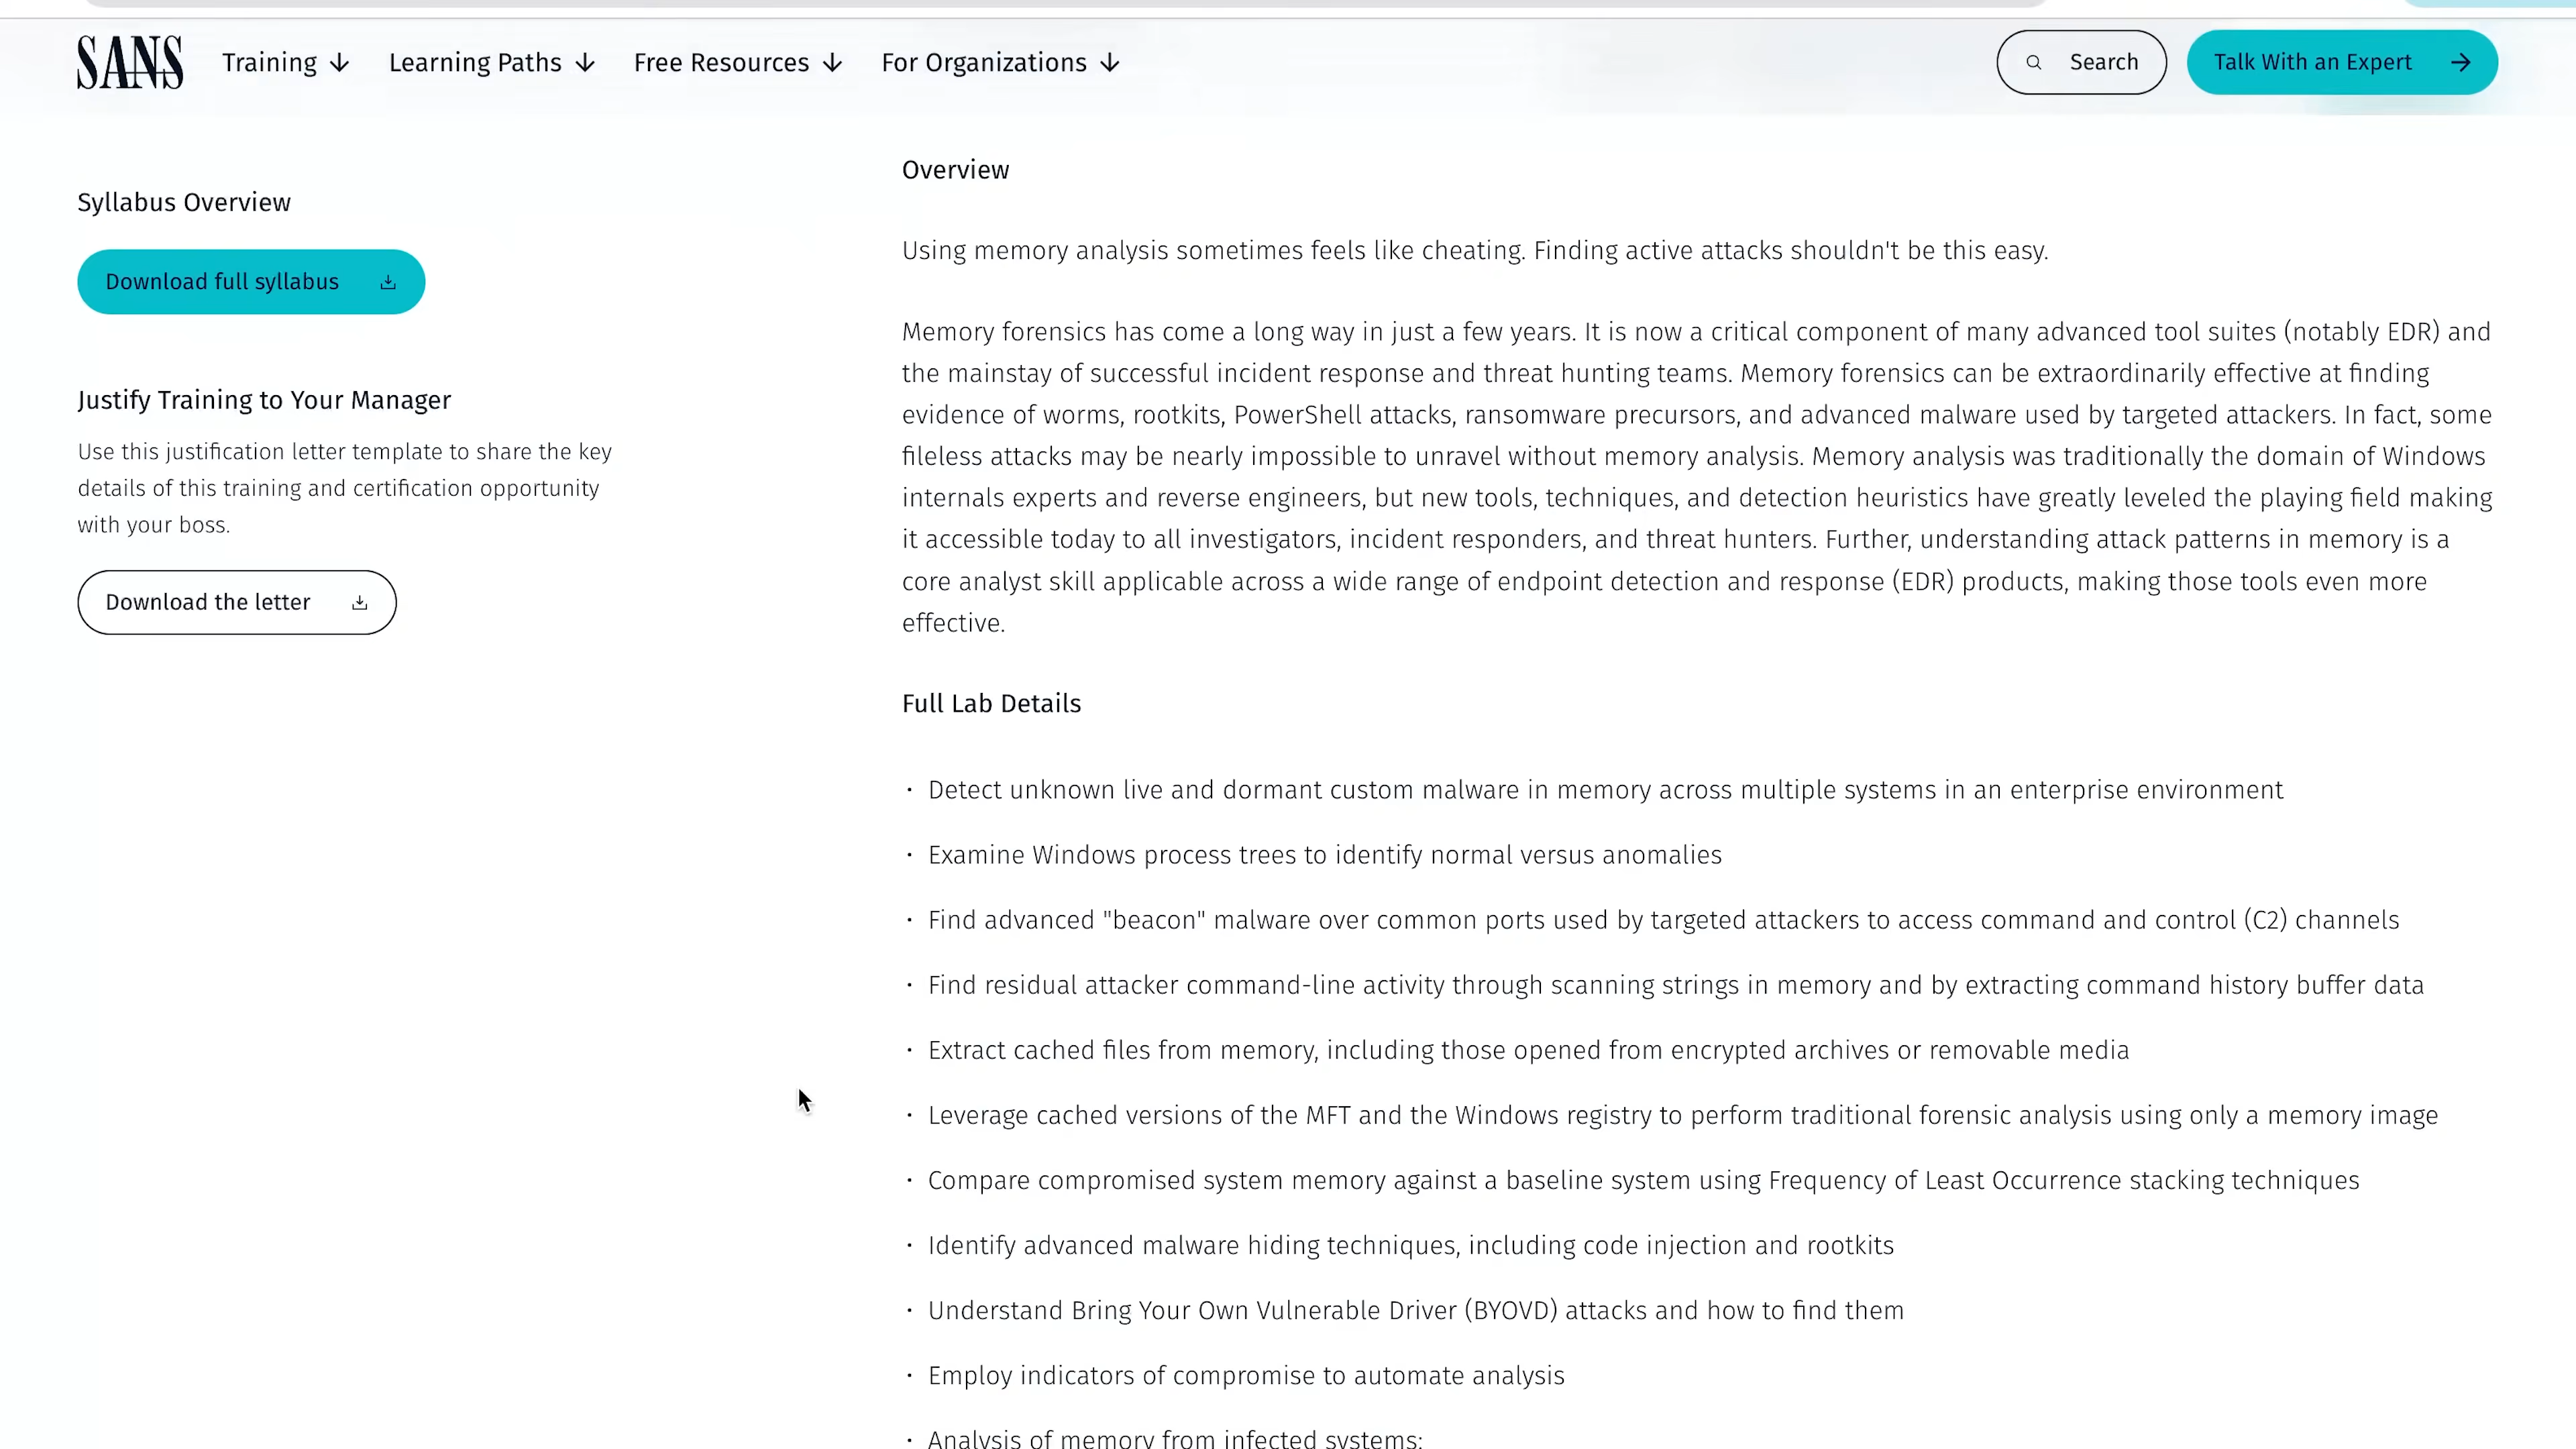 SANS
Training
Learning Paths
Free Resources
For Organizations
Search
Talk With an Expert
Syllabus Overview
Download full syllabus
Justify Training to Your Manager
Use this justification letter template to share the key
details of this training and certification opportunity
with your boss.
Download the letter
Overview
Using memory analysis sometimes feels like cheating. Finding active attacks shouldn't be this easy.
Memory forensics has come a long way in just a few years. It is now a critical component of many advanced tool suites (notably EDR) and
the mainstay of successful incident response and threat hunting teams. Memory forensics can be extraordinarily effective at finding
evidence of worms, rootkits, PowerShell attacks, ransomware precursors, and advanced malware used by targeted attackers. In fact, some
fileless attacks may be nearly impossible to unravel without memory analysis. Memory analysis was traditionally the domain of Windows
internals experts and reverse engineers, but new tools, techniques, and detection heuristics have greatly leveled the playing field making
it accessible today to all investigators, incident responders, and threat hunters. Further, understanding attack patterns in memory is a
core analyst skill applicable across a wide range of endpoint detection and response (EDR) products, making those tools even more
effective.
Full Lab Details
· Detect unknown live and dormant custom malware in memory across multiple systems in an enterprise environment
· Examine Windows process trees to identify normal versus anomalies
· Find advanced "beacon" malware over common ports used by targeted attackers to access command and control (C2) channels
· Find residual attacker command-line activity through scanning strings in memory and by extracting command history buffer data
· Extract cached files from memory, including those opened from encrypted archives or removable media
· Leverage cached versions of the MFT and the Windows registry to perform traditional forensic analysis using only a memory image
· Compare compromised system memory against a baseline system using Frequency of Least Occurrence stacking techniques
· Identify advanced malware hiding techniques, including code injection and rootkits
· Understand Bring Your Own Vulnerable Driver (BYOVD) attacks and how to find them
· Employ indicators of compromise to automate analysis
· Analysis of memory from infected systems: